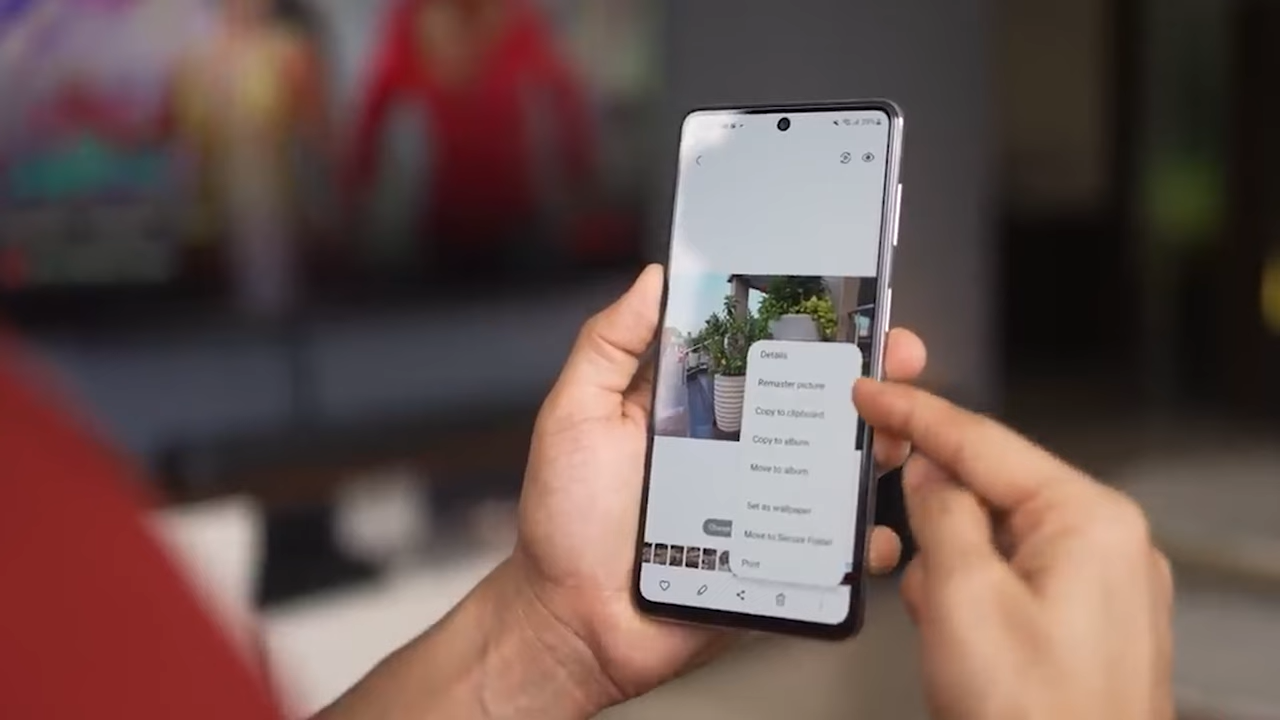 Details
Remaster picture
Copy to clipboard
Copy to album
Move to album
Set as wallpaper
Move to Secure Folder
Print